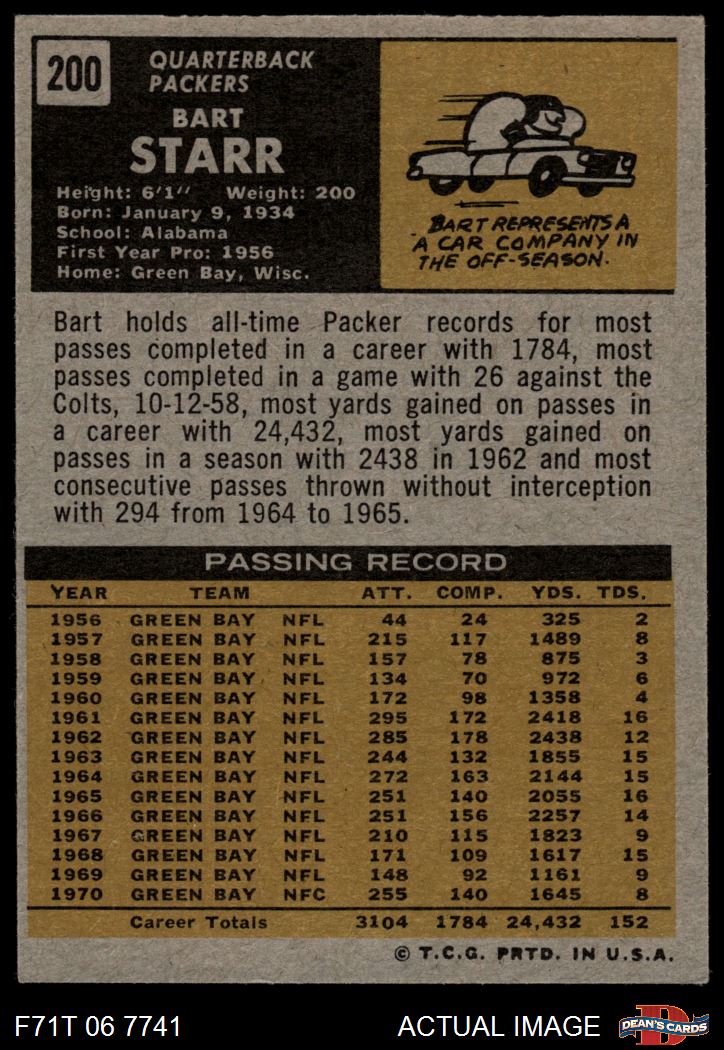 200
QUARTERBACK
PACKERS
BART
STARR
Height: 6'1" Weight: 200
Born: January 9, 1934
School: Alabama
First Year Pro: 1956
Home: Green Bay, Wisc.
BART REPRESENTS A
A CAR COMPANY IN
THE OFF-SEASON.
Bart holds all-time Packer records for most
passes completed in a career with 1784, most
passes completed in a game with 26 against the
Colts, 10-12-58, most yards gained on passes in
a career with 24,432, most yards gained on
passes in a season with 2438 in 1962 and most
consecutive passes thrown without interception
with 294 from 1964 to 1965.
PASSING RECORD
YEAR TEAM ATT. COMP. YDS. TDS.
1956 GREEN BAY NFL 44 24 325 2
1957 GREEN BAY NFL 215 117 1489 8
1958 GREEN BAY NFL 157 78 875 3
1959 GREEN BAY NFL 134 70 972 6
1960 GREEN BAY NFL 172 98 1358 4
1961 GREEN BAY NFL 295 172 2418 16
1962 GREEN BAY NFL 285 178 2438 12
1963 GREEN BAY NFL 244 132 1855 15
1964 GREEN BAY NFL 272 163 2144 15
1965 GREEN BAY NFL 251 140 2055 16
1966 GREEN BAY NFL 251 156 2257 14
1967 GREEN BAY NFL 210 115 1823 9
1968 GREEN BAY NFL 171 109 1617 15
1969 GREEN BAY NFL 148 92 1161 9
1970 GREEN BAY NFC 255 140 1645 8
Career Totals 3104 1784 24,432 152
© T.C.G. PRTD. IN U.S.A.
F71T 06 7741 ACTUAL IMAGE D DEAN'S CARDS